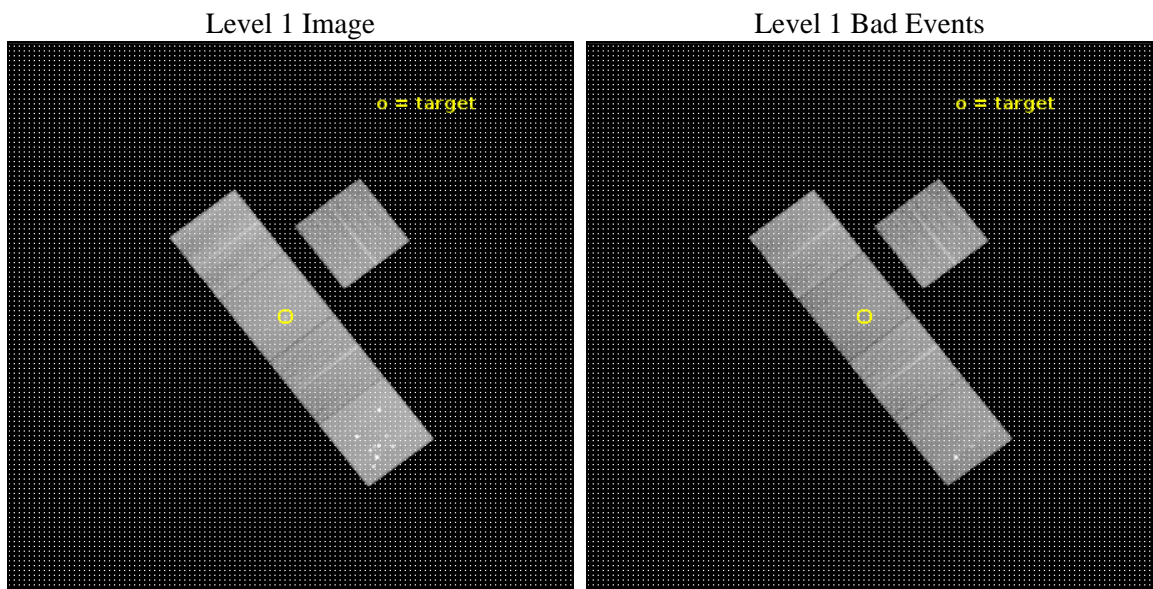 Level 1 Image
Level 1 Bad Events
o = target
o = target